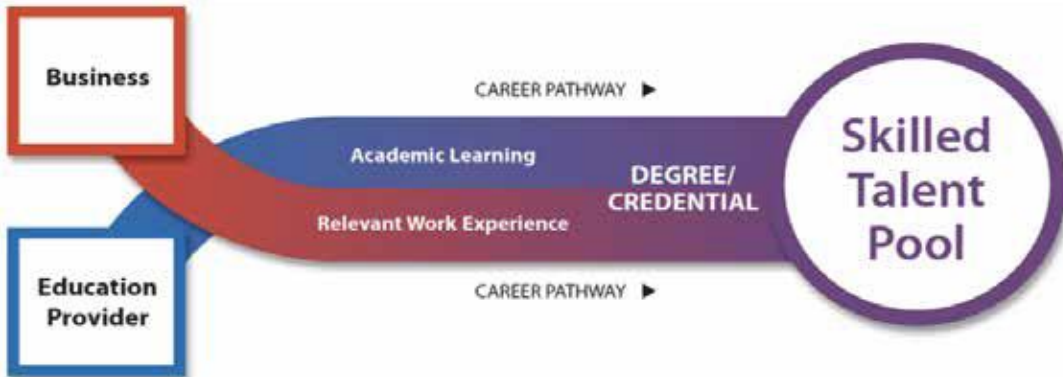 Business
CAREER PATHWAY ▶
Academic Learning
DEGREE/
CREDENTIAL
Relevant Work Experience
Skilled
Talent
Pool
Education
Provider
CAREER PATHWAY ▶